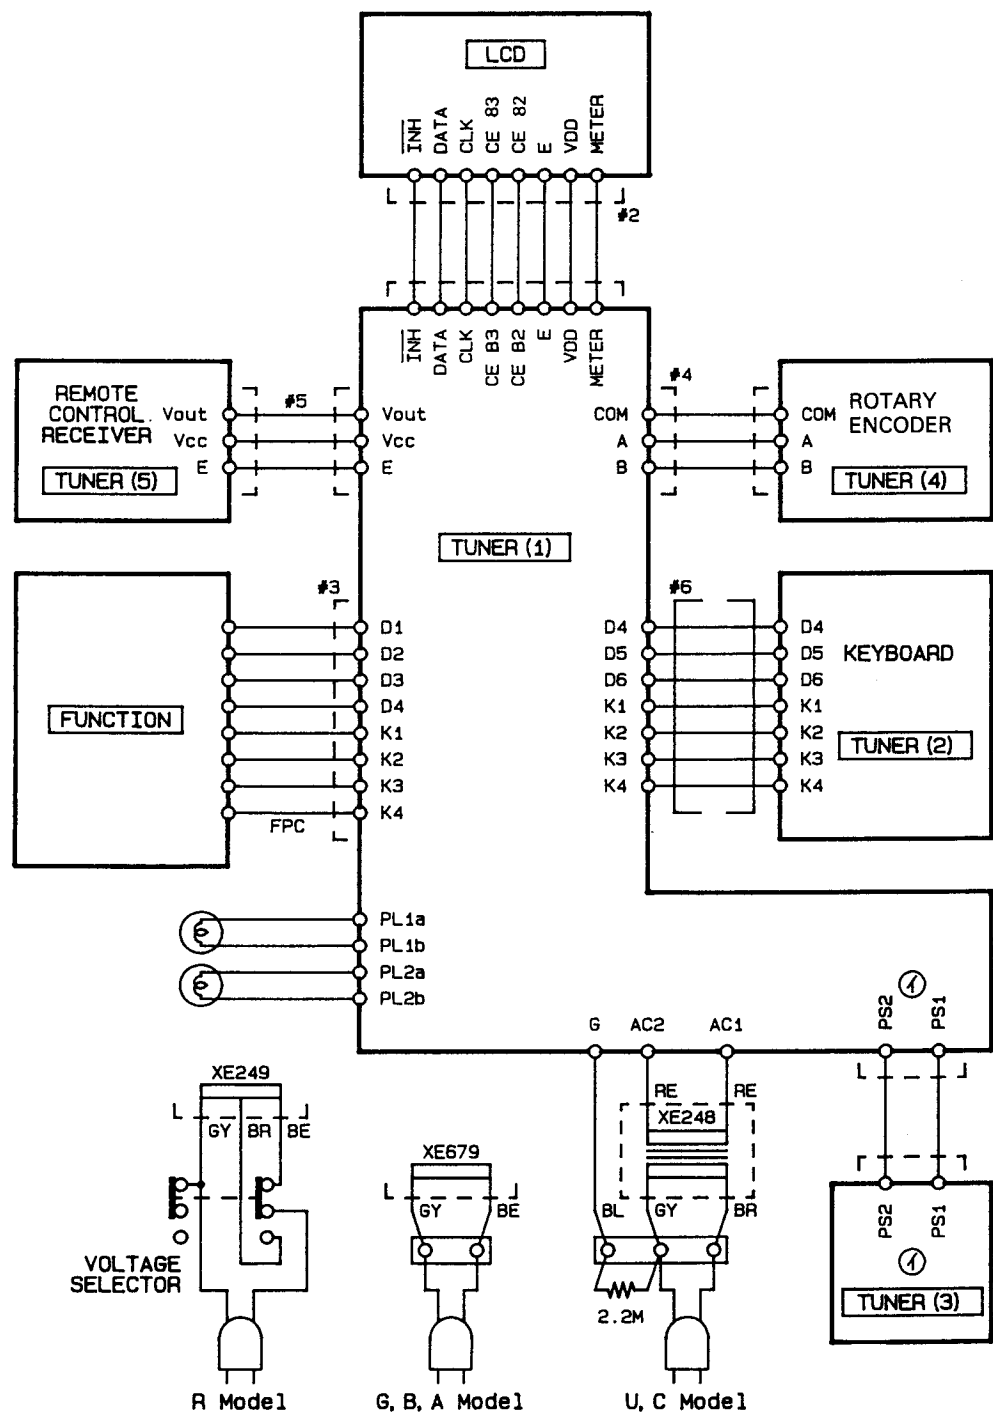 LCD
INH
DATA
CLK
CE 83
CE 82
E
VDD
METER
#2
INH
DATA
CLK
CE B3
CE B2
E
VDD
METER
REMOTE
CONTROL.
RECEIVER
Vout
Vcc
E
TUNER (5)
#5
Vout
Vcc
E
#4
COM
A
B
COM
A
B
ROTARY
ENCODER
TUNER (4)
TUNER (1)
#3
FUNCTION
FPC
D1
D2
D3
D4
K1
K2
K3
K4
#6
D4
D5
D6
K1
K2
K3
K4
D4
D5
D6
K1
K2
K3
K4
KEYBOARD
TUNER (2)
PL1a
PL1b
PL2a
PL2b
G
AC2
AC1
PS2
イ
PS1
XE249
GY
BR
BE
VOLTAGE
SELECTOR
R Model
XE679
GY
BE
G, B, A Model
RE
RE
XE248
BL
GY
BR
2.2M
U, C Model
PS2
PS1
イ
TUNER (3)